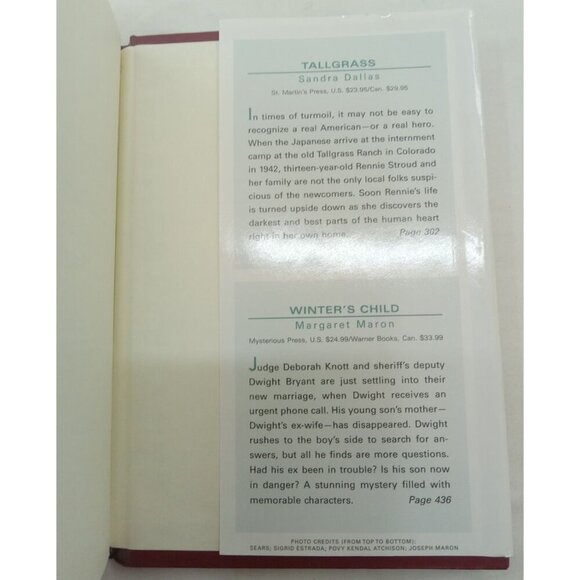 TALLGRASS
Sandra Dallas
St. Martin's Press, U.S. $23.95/Can. $29.95
In times of turmoil, it may not be easy to
recognize a real American—or a real hero.
When the Japanese arrive at the internment
camp at the old Tallgrass Ranch in Colorado
in 1942, thirteen-year-old Rennie Stroud and
her family are not the only local folks suspi-
cious of the newcomers. Soon Rennie's life
is turned upside down as she discovers the
darkest and best parts of the human heart
right in her own home. Page 302
WINTER'S CHILD
Margaret Maron
Mysterious Press, U.S. $24.99/Warner Books, Can. $33.99
Judge Deborah Knott and sheriff's deputy
Dwight Bryant are just settling into their
new marriage, when Dwight receives an
urgent phone call. His young son's mother—
Dwight's ex-wife—has disappeared. Dwight
rushes to the boy's side to search for an-
swers, but all he finds are more questions.
Had his ex been in trouble? Is his son now
in danger? A stunning mystery filled with
memorable characters. Page 436
PHOTO CREDITS (FROM TOP TO BOTTOM):
SEARS; SIGRID ESTRADA; POVY KENDAL ATCHISON; JOSEPH MARON